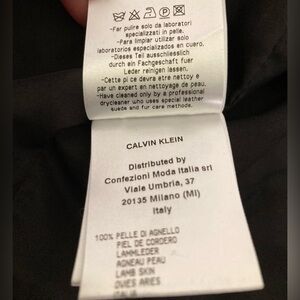 -Far pulire solo da laboratori
specializzati in pelle.
-Para limpiar utilizar solo
laboratorios especializados en cuero.
-Dieses Teil ausschliesslich
durch ein Fachgeschaft fuer
Leder reinigen lassen.
-Cette pi ce devra etre nettoy e
par un expert en nettoyage de peau.
-Have cleaned only by a professional
drycleaner who uses special leather
suede and fur care methods.
CALVIN KLEIN
Distributed by
Confezioni Moda Italia srl
Viale Umbria, 37
20135 Milano (MI)
Italy
100% PELLE DI AGNELLO
PIEL DE CORDERO
LAMMLEDER
AGNEAU PEAU
LAMB SKIN
OVIES ARIES
ITALIA